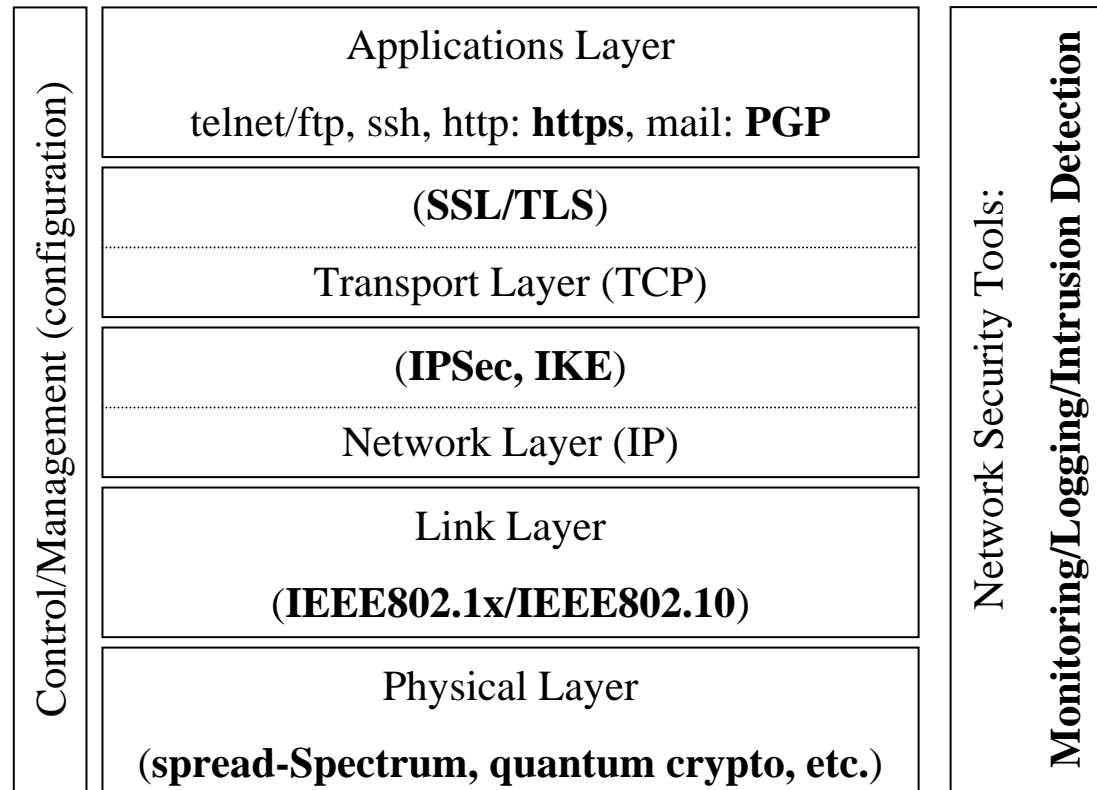 Control/Management (configuration)
Applications Layer
telnet/ftp, ssh, http: https, mail: PGP
(SSL/TLS)
Transport Layer (TCP)
(IPSec, IKE)
Network Layer (IP)
Link Layer
(IEEE802.1x/IEEE802.10)
Physical Layer
(spread-Spectrum, quantum crypto, etc.)
Network Security Tools:
Monitoring/Logging/Intrusion Detection